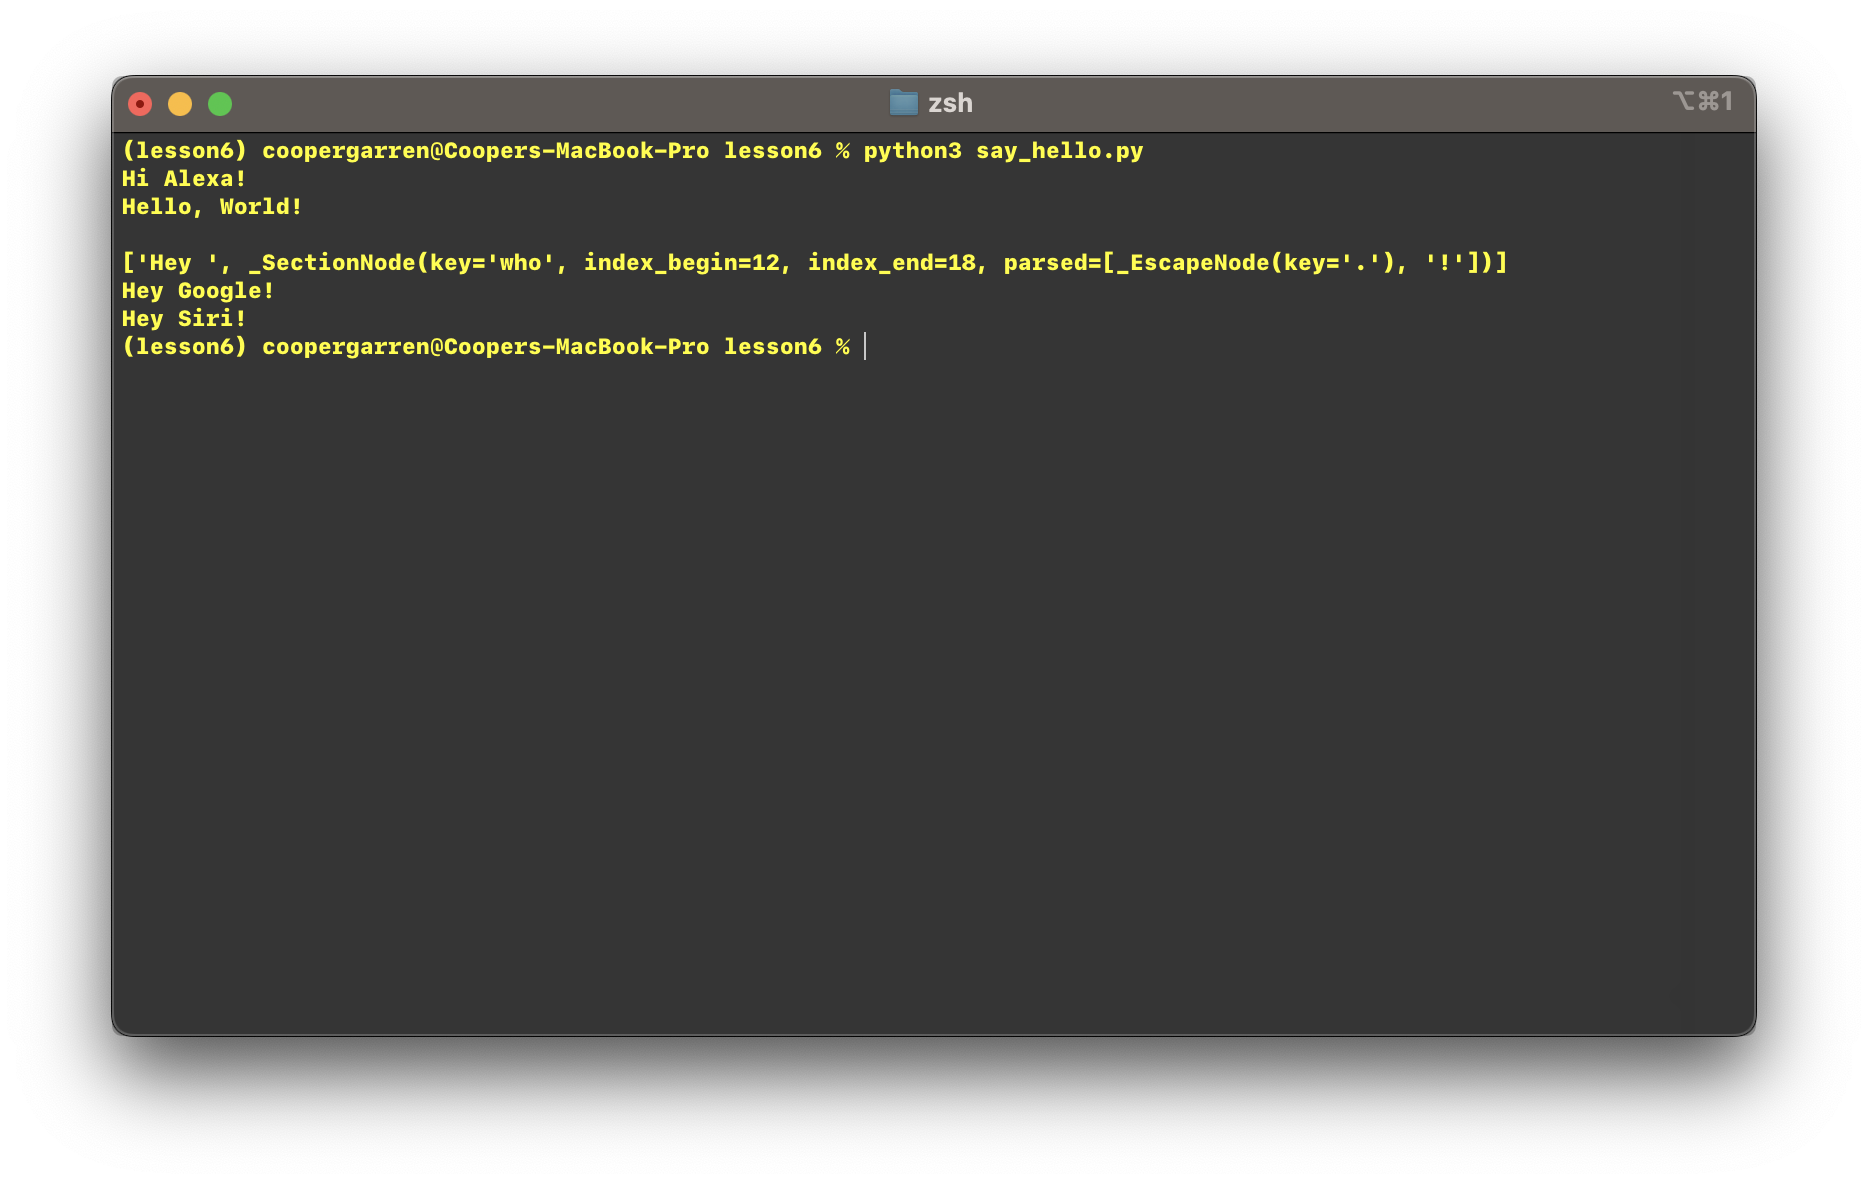 zsh
⌥⌘1
(lesson6) coopergarren@Coopers-MacBook-Pro lesson6 % python3 say_hello.py
Hi Alexa!
Hello, World!
['Hey ', _SectionNode(key='who', index_begin=12, index_end=18, parsed=[_EscapeNode(key='.'), '!'])]
Hey Google!
Hey Siri!
(lesson6) coopergarren@Coopers-MacBook-Pro lesson6 %